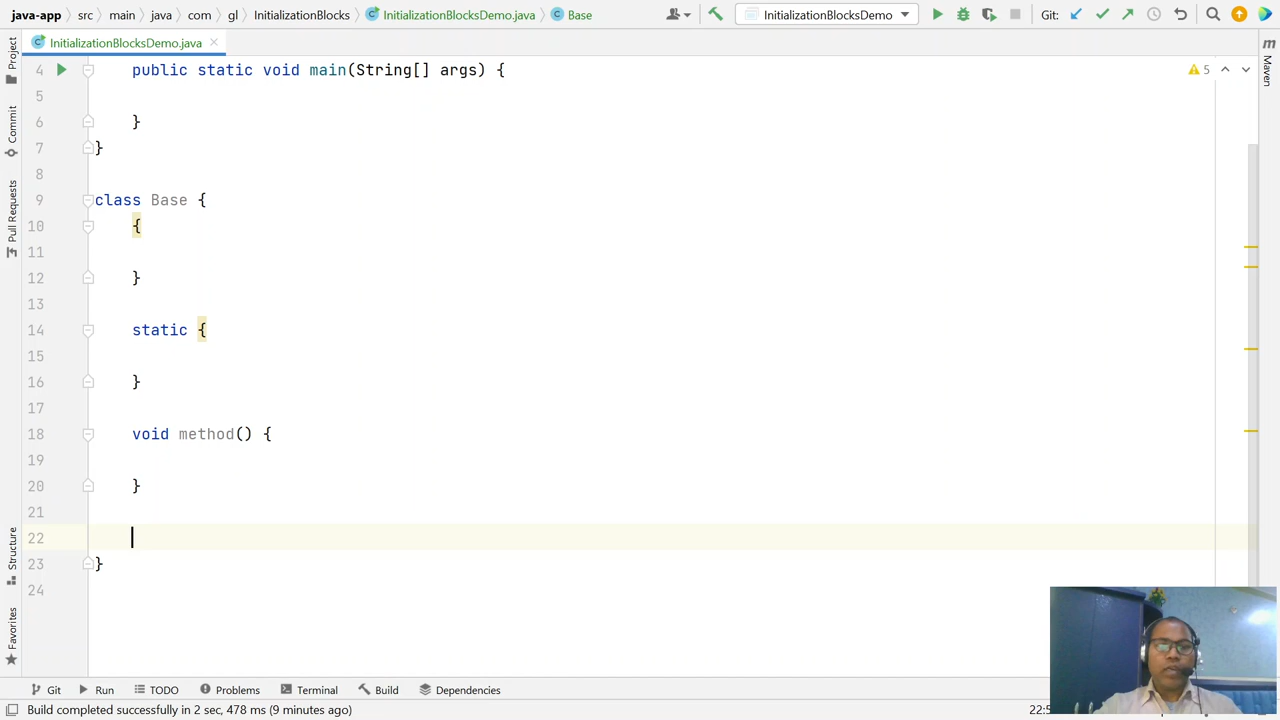 java-app
src
main
java
com
gl
InitializationBlocks
InitializationBlocksDemo.java
Base
InitializationBlocksDemo
Git:
InitializationBlocksDemo.java
Project
Commit
Pull Requests
Structure
Favorites
Maven
4 public static void main(String[] args) {
5
6 }
7 }
8
9 class Base {
10 {
11
12 }
13
14 static {
15
16 }
17
18 void method() {
19
20 }
21
22
23 }
24
5
Git
Run
TODO
Problems
Terminal
Build
Dependencies
Build completed successfully in 2 sec, 478 ms (9 minutes ago)